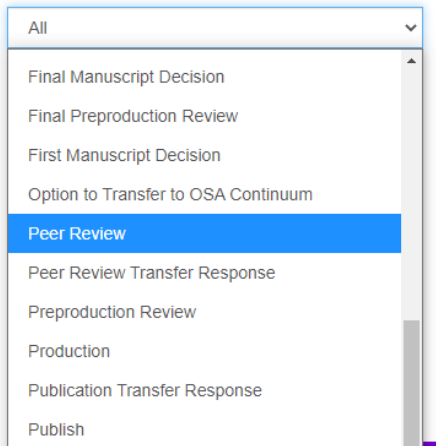 All
Final Manuscript Decision
Final Preproduction Review
First Manuscript Decision
Option to Transfer to OSA Continuum
Peer Review
Peer Review Transfer Response
Preproduction Review
Production
Publication Transfer Response
Publish